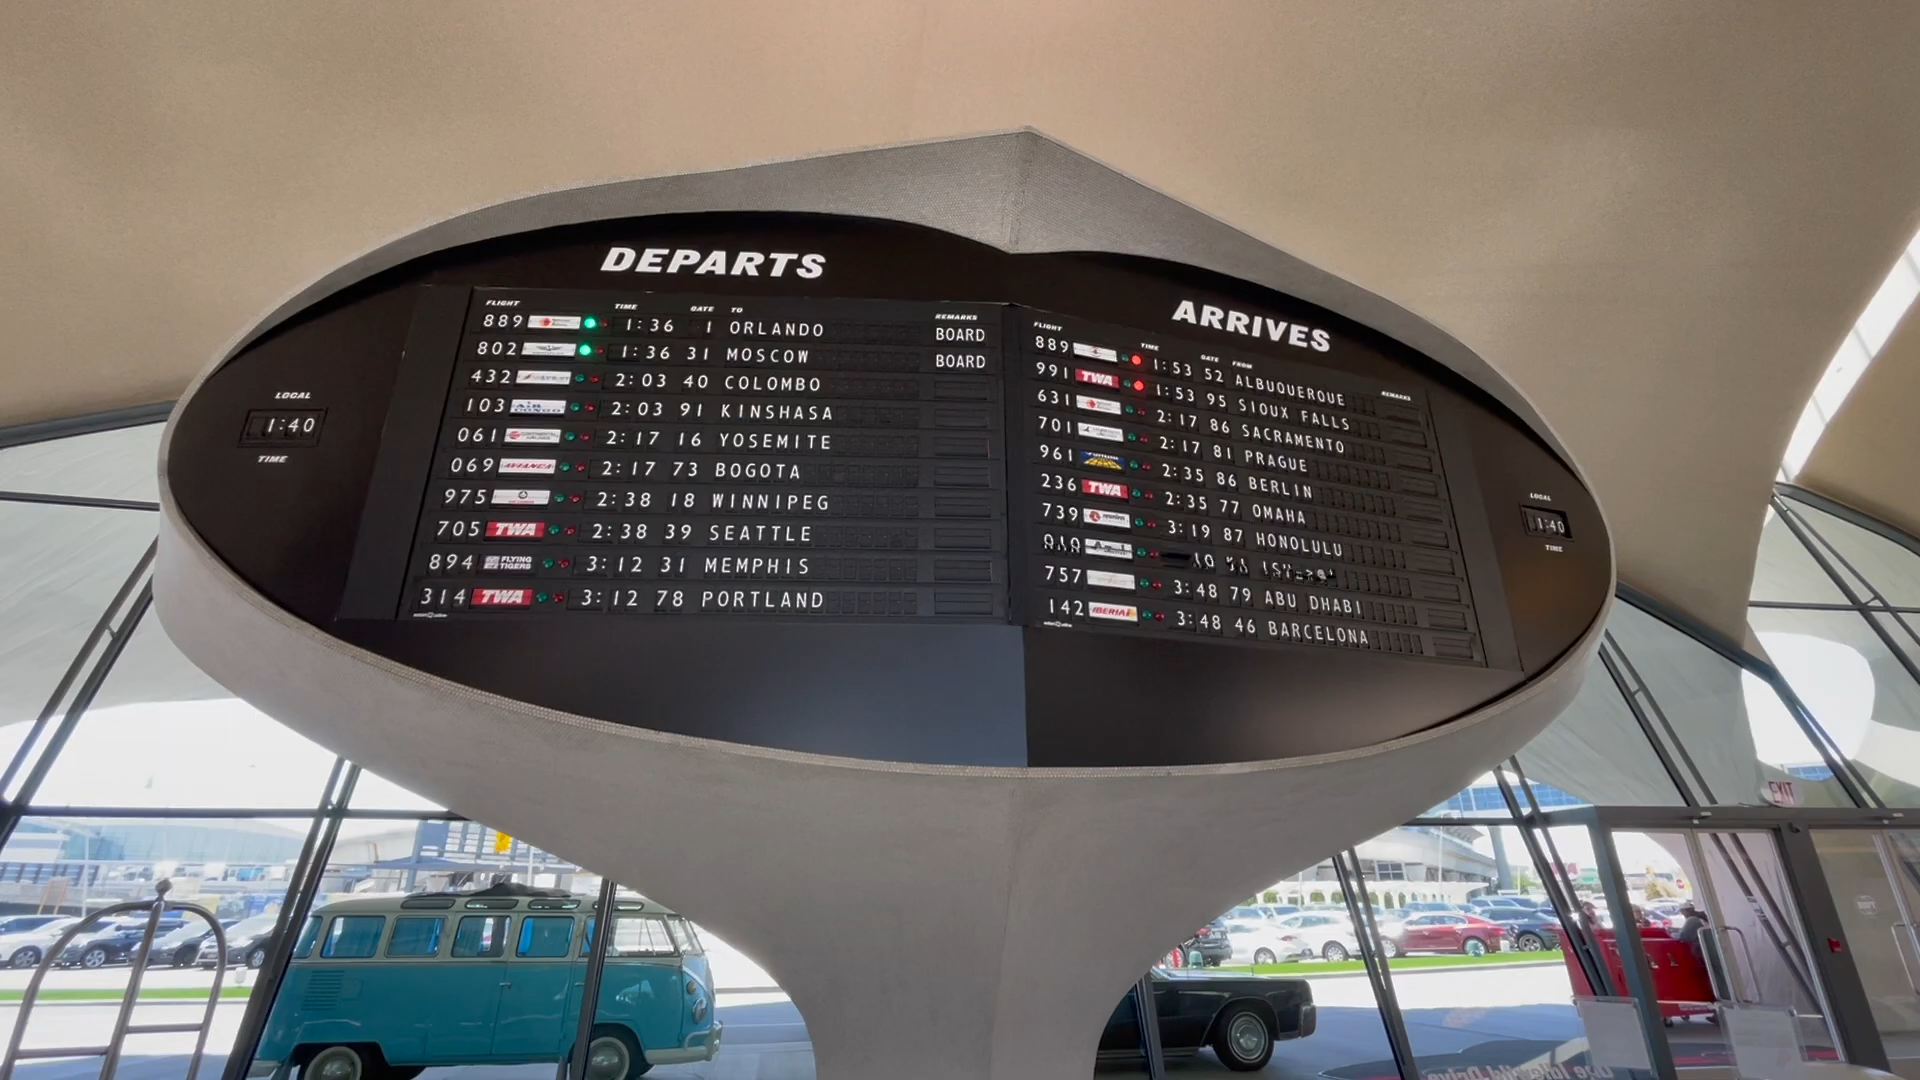 DEPARTS
FLIGHT TIME GATE TO REMARKS
889 1:36 1 ORLANDO BOARD
802 1:36 31 MOSCOW BOARD
432 2:03 40 COLOMBO
103 AIR CONGO 2:03 91 KINSHASA
061 CONTINENTAL AIRLINES 2:17 16 YOSEMITE
069 AVIANCA 2:17 73 BOGOTA
975 2:38 18 WINNIPEG
705 TWA 2:38 39 SEATTLE
894 FLYING TIGERS 3:12 31 MEMPHIS
314 TWA 3:12 78 PORTLAND
LOCAL
1:40
TIME
ARRIVES
FLIGHT TIME GATE FROM REMARKS
889 1:53 52 ALBUQUERQUE
991 TWA 1:53 95 SIOUX FALLS
631 2:17 86 SACRAMENTO
701 2:17 81 PRAGUE
961 2:35 86 BERLIN
236 TWA 2:35 77 OMAHA
739 3:19 87 HONOLULU
757 3:48 79 ABU DHABI
142 IBERIA 3:48 46 BARCELONA
LOCAL
1:40
TIME
EXIT